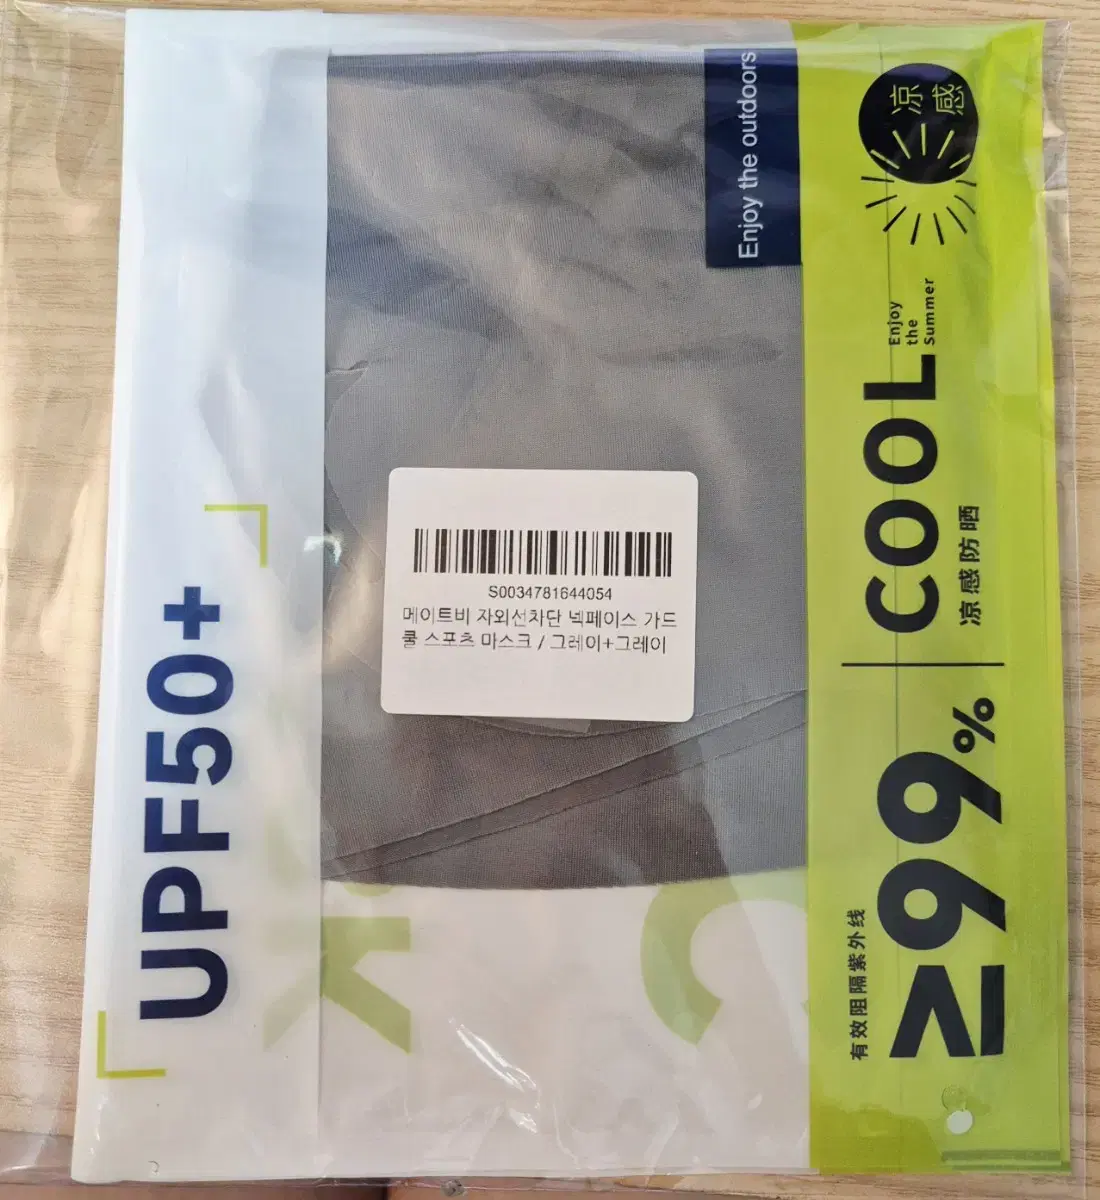 UPF50+
Enjoy the outdoors
S0034781644054
메이트비 자외선차단 넥페이스 가드
쿨 스포츠 마스크 / 그레이+그레이
凉感
≥99%
有效阻隔紫外线
COOL
Enjoy
the
Summer
凉感防晒